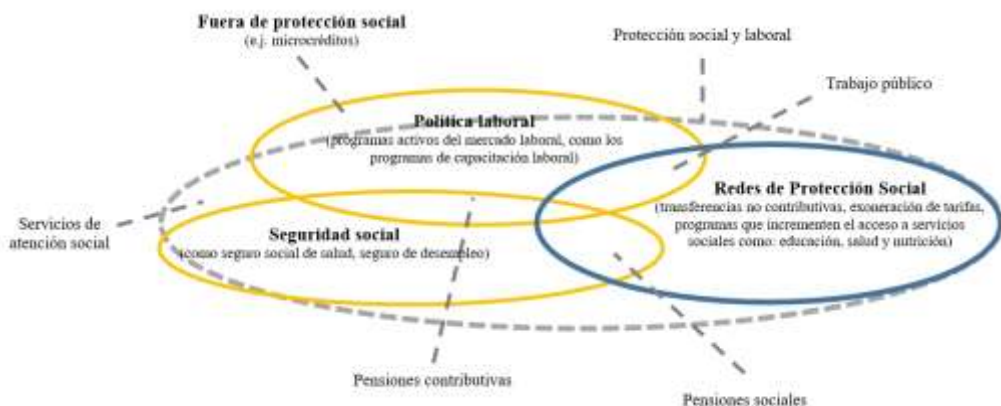 Fuera de protección social
(e.j. microcréditos)
Protección social y laboral
Trabajo público
Política laboral
(programas activos del mercado laboral, como los
programas de capacitación laboral)
Redes de Protección Social
(transferencias no contributivas, exoneración de tarifas,
programas que incrementen el acceso a servicios
sociales como: educación, salud y nutrición)
Servicios de
atención social
Seguridad social
(como seguro social de salud, seguro de desempleo)
Pensiones contributivas
Pensiones sociales